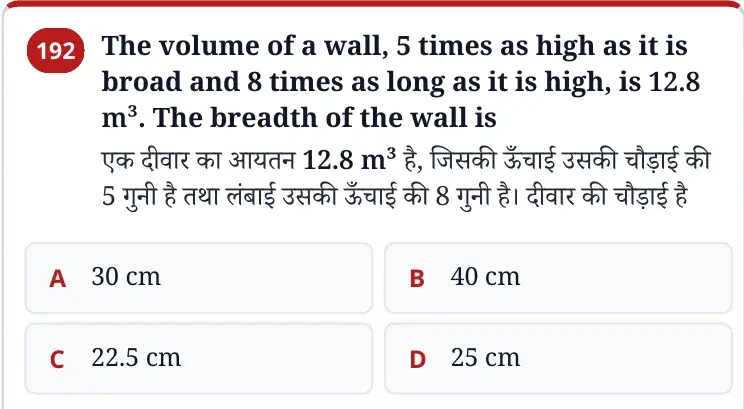 192 The volume of a wall, 5 times as high as it is
broad and 8 times as long as it is high, is 12.8
m³. The breadth of the wall is
एक दीवार का आयतन 12.8 m³ है, जिसकी ऊँचाई उसकी चौड़ाई की
5 गुनी है तथा लंबाई उसकी ऊँचाई की 8 गुनी है। दीवार की चौड़ाई है
A 30 cm
B 40 cm
C 22.5 cm
D 25 cm